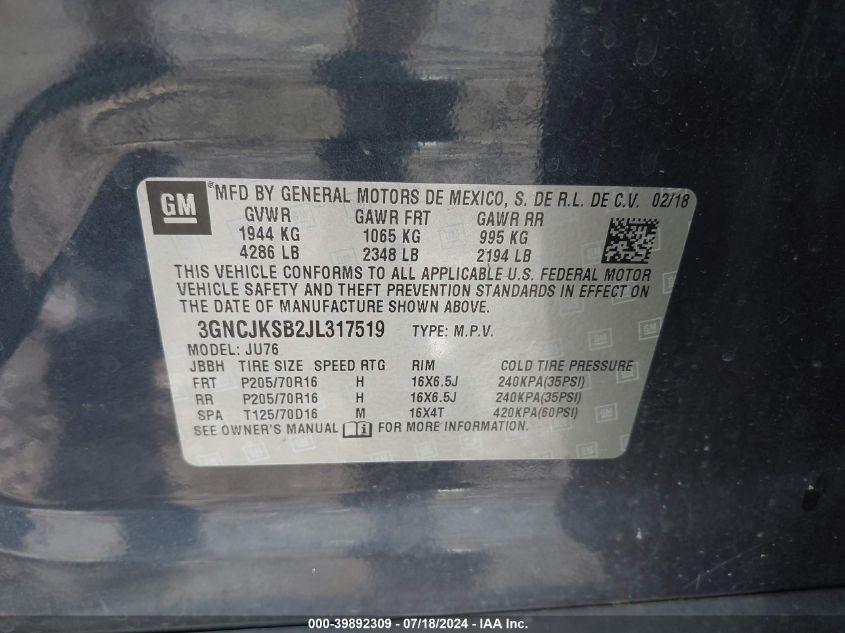 GM ® MFD BY GENERAL MOTORS DE MEXICO, S. DE R.L. DE C.V. 02/18
GVWR GAWR FRT GAWR RR
1944 KG 1065 KG 995 KG
4286 LB 2348 LB 2194 LB
THIS VEHICLE CONFORMS TO ALL APPLICABLE U.S. FEDERAL MOTOR
VEHICLE SAFETY AND THEFT PREVENTION STANDARDS IN EFFECT ON
THE DATE OF MANUFACTURE SHOWN ABOVE.
3GNCJKSB2JL317519 TYPE: M.P.V.
MODEL: JU76
JBBH TIRE SIZE SPEED RTG RIM COLD TIRE PRESSURE
FRT P205/70R16 H 16X6.5J 240KPA(35PSI)
RR P205/70R16 H 16X6.5J 240KPA(35PSI)
SPA T125/70D16 M 16X4T 420KPA(60PSI)
SEE OWNER'S MANUAL FOR MORE INFORMATION.
000-39892309 - 07/18/2024 - IAA Inc.